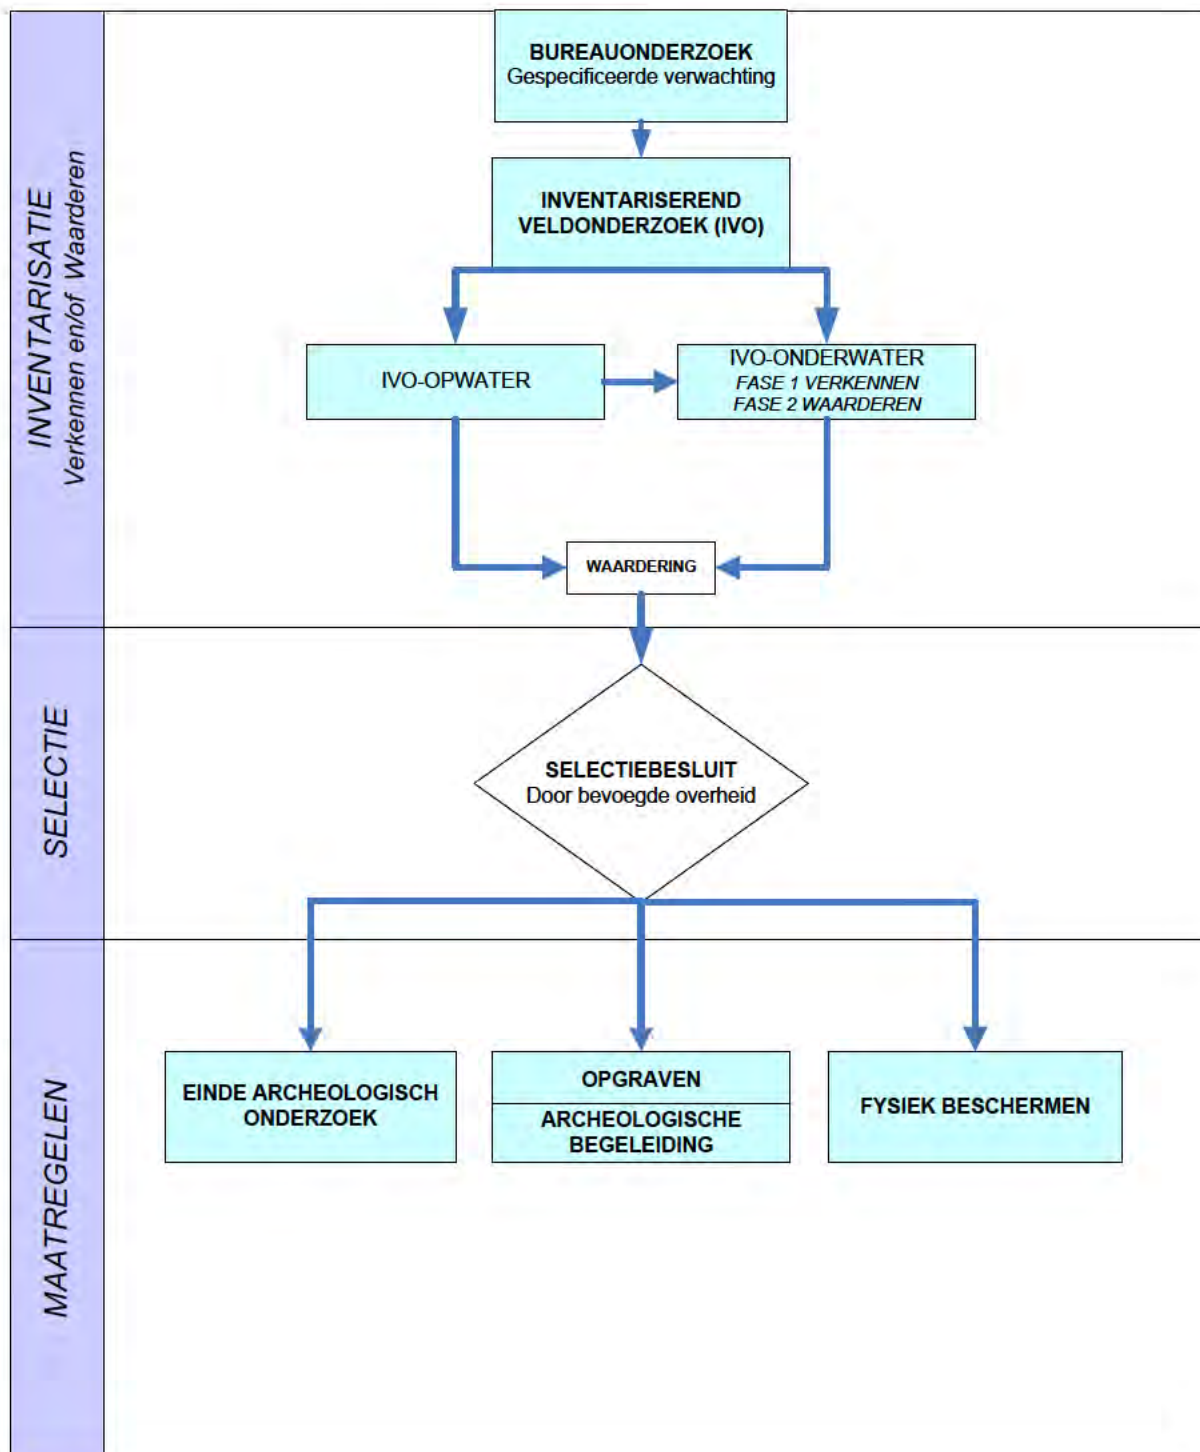 INVENTARISATIE
Verkennen en/of Waarderen
BUREAUONDERZOEK
Gespecificeerde verwachting
INVENTARISEREND
VELDONDERZOEK (IVO)
IVO-OPWATER
IVO-ONDERWATER
FASE 1 VERKENNEN
FASE 2 WAARDEREN
WAARDERING
SELECTIE
SELECTIEBESLUIT
Door bevoegde overheid
MAATREGELEN
EINDE ARCHEOLOGISCH
ONDERZOEK
OPGRAVEN
ARCHEOLOGISCHE
BEGELEIDING
FYSIEK BESCHERMEN